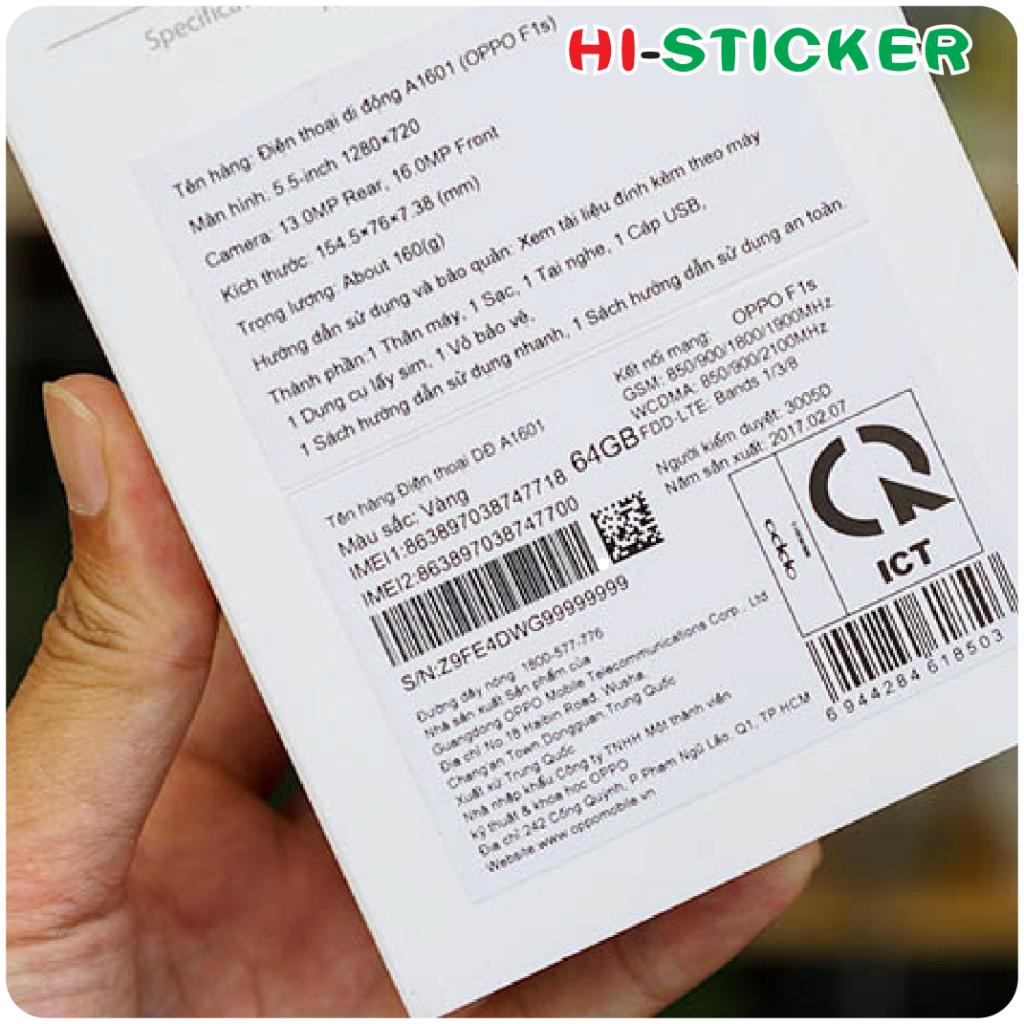 HI-STICKER
Tên hàng: Điện thoại di động A1601 (OPPO F1s)
Màn hình: 5.5-inch 1280×720
Camera: 13.0MP Rear, 16.0MP Front
Kích thước: 154.5×76×7.38 (mm)
Trọng lượng: About 160(g)
Hướng dẫn sử dụng và bảo quản: Xem tài liệu đính kèm theo máy
Thành phần:1 Thân máy, 1 Sạc, 1 Tai nghe, 1 Cáp USB,
1 Dụng cụ lấy sim, 1 Vỏ bảo vệ,
1 Sách hướng dẫn sử dụng nhanh, 1 Sách hướng dẫn sử dụng an toàn.
Tên hàng Điện thoại DĐ A1601
Màu sắc: Vàng
64GB
IMEI1:863897038747718
IMEI2:863897038747700
S/N:Z9FE4DWG99999999
OPPO F1s
Kết nối mạng:
GSM: 850/900/1800/1900MHz
WCDMA: 850/900/2100MHz
FDD-LTE: Bands 1/3/8
Người kiểm duyệt: 3005D
Năm sản xuất: 2017.02.07
ICT
6 944284 618503
Đường dây nóng 1800-577-776
Nhà sản xuất:Sản phẩm của
Guangdong OPPO Mobile Telecommunications Corp., Ltd
Địa chỉ: No 18 Haibin Road, Wusha,
Chang'an Town, Dongguan, Trung Quốc
Xuất xứ: Trung Quốc
Nhà nhập khẩu:Công ty TNHH Một thành viên
kỹ thuật & khoa học OPPO
Địa chỉ:242 Cống Quỳnh, P.Phạm Ngũ Lão, Q1, TP HCM
Website www.oppomobile.vn